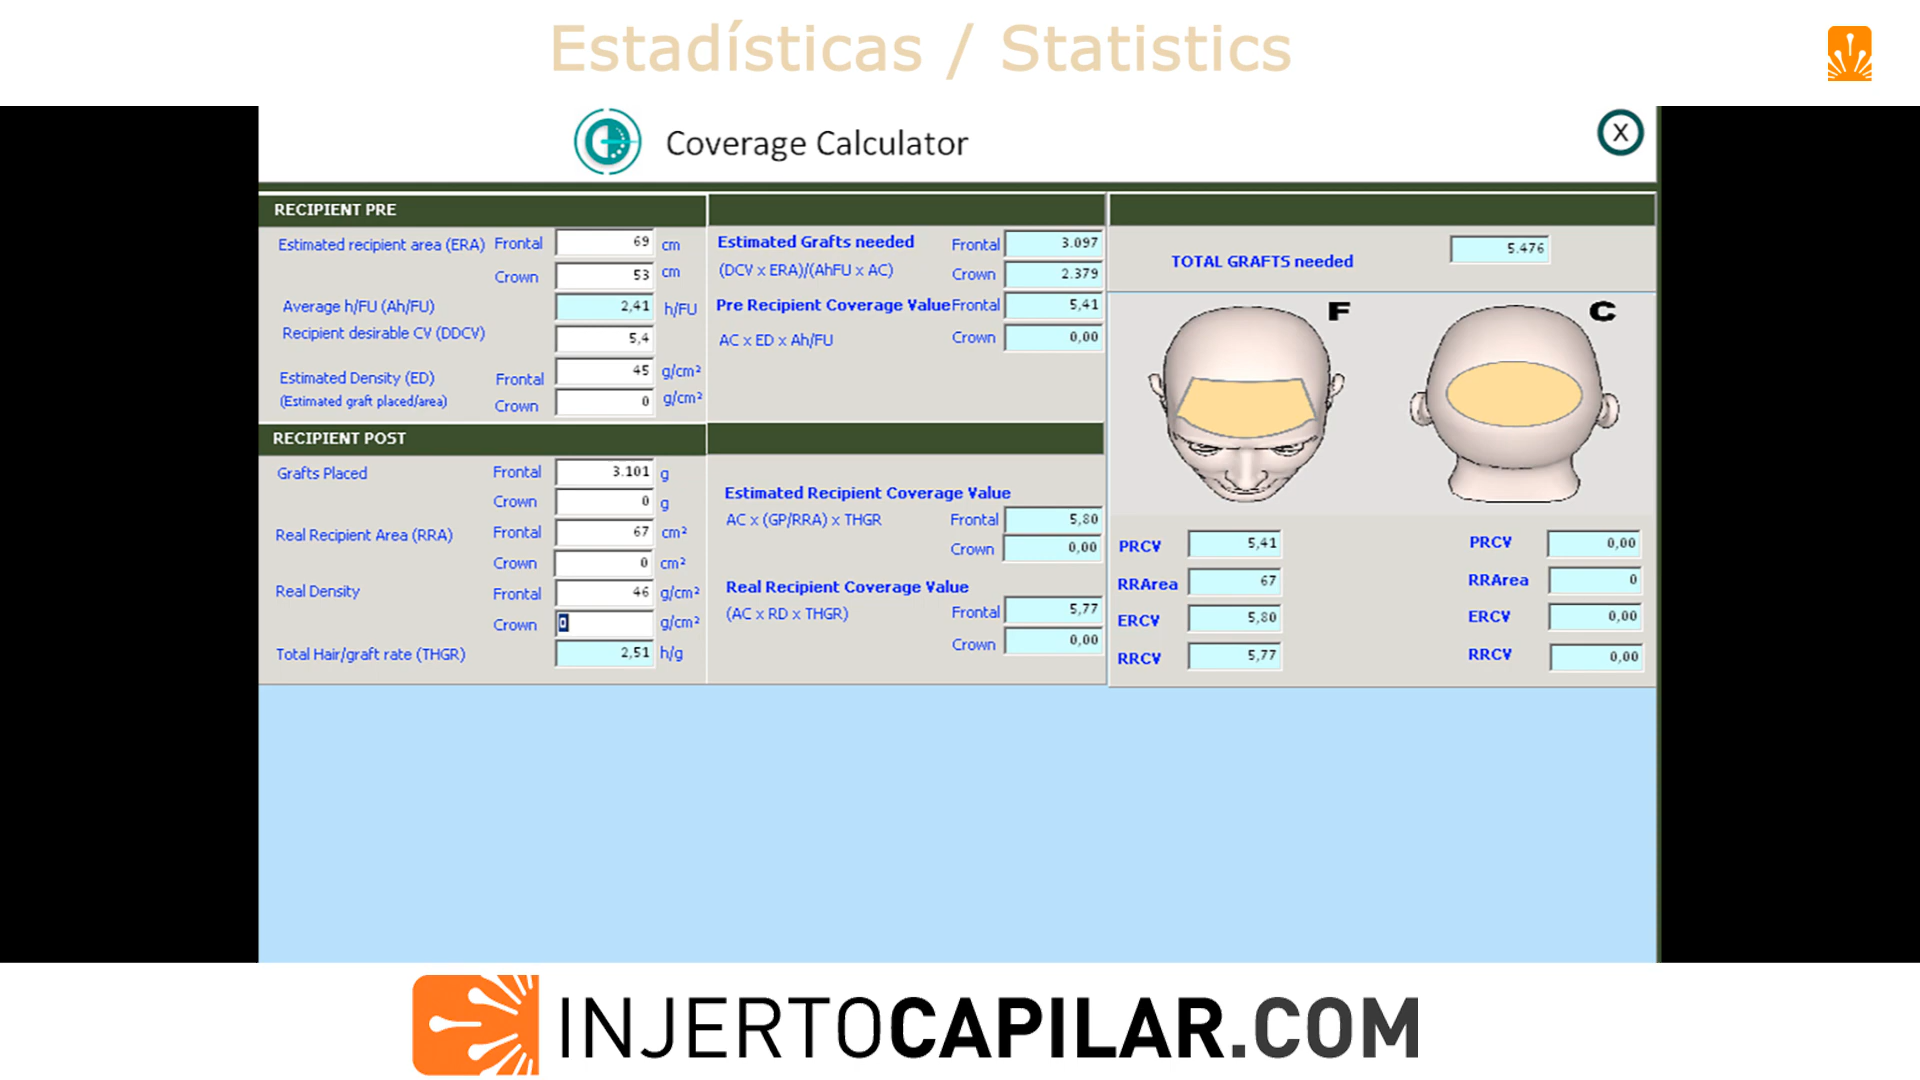 Estadísticas / Statistics
Coverage Calculator
X
RECIPIENT PRE
Estimated recipient area (ERA) Frontal 69 cm
Crown 53 cm
Average h/FU (Ah/FU) 2,41 h/FU
Recipient desirable CV (DDCV) 5,4
Estimated Density (ED) Frontal 45 g/cm²
(Estimated graft placed/area) Crown 0 g/cm²
Estimated Grafts needed Frontal 3.097
(DCV x ERA)/(AhFU x AC) Crown 2.379
Pre Recipient Coverage Value Frontal 5,41
AC x ED x Ah/FU Crown 0,00
TOTAL GRAFTS needed 5.476
F C
RECIPIENT POST
Grafts Placed Frontal 3.101 g
Crown 0 g
Real Recipient Area (RRA) Frontal 67 cm²
Crown 0 cm²
Real Density Frontal 46 g/cm²
Crown 0 g/cm²
Total Hair/graft rate (THGR) 2,51 h/g
Estimated Recipient Coverage Value
AC x (GP/RRA) x THGR Frontal 5,80
Crown 0,00
Real Recipient Coverage Value
(AC x RD x THGR) Frontal 5,77
Crown 0,00
PRCV 5,41 PRCV 0,00
RRArea 67 RRArea 0
ERCV 5,80 ERCV 0,00
RRCV 5,77 RRCV 0,00
INJERTOCAPILAR.COM